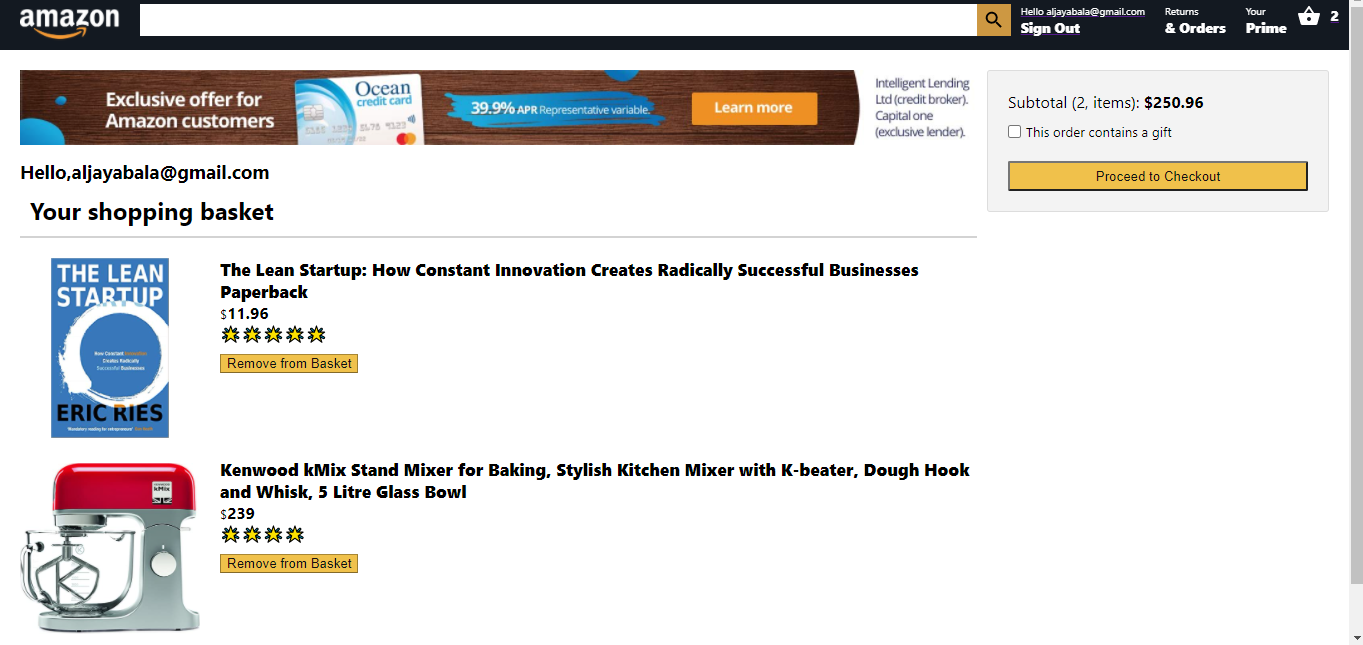 amazon
Hello aljayabala@gmail.com
Sign Out
Returns
& Orders
Your
Prime
2
Exclusive offer for
Amazon customers
Ocean
credit card
39.9% APR Representative variable.
Learn more
Intelligent Lending
Ltd (credit broker).
Capital one
(exclusive lender).
Subtotal (2, items): $250.96
This order contains a gift
Proceed to Checkout
Hello,aljayabala@gmail.com
Your shopping basket
THE LEAN
STARTUP
How Constant Innovation
Creates Radically
Successful Businesses
ERIC RIES
The Lean Startup: How Constant Innovation Creates Radically Successful Businesses
Paperback
$11.96
Remove from Basket
kMix
Kenwood kMix Stand Mixer for Baking, Stylish Kitchen Mixer with K-beater, Dough Hook
and Whisk, 5 Litre Glass Bowl
$239
Remove from Basket